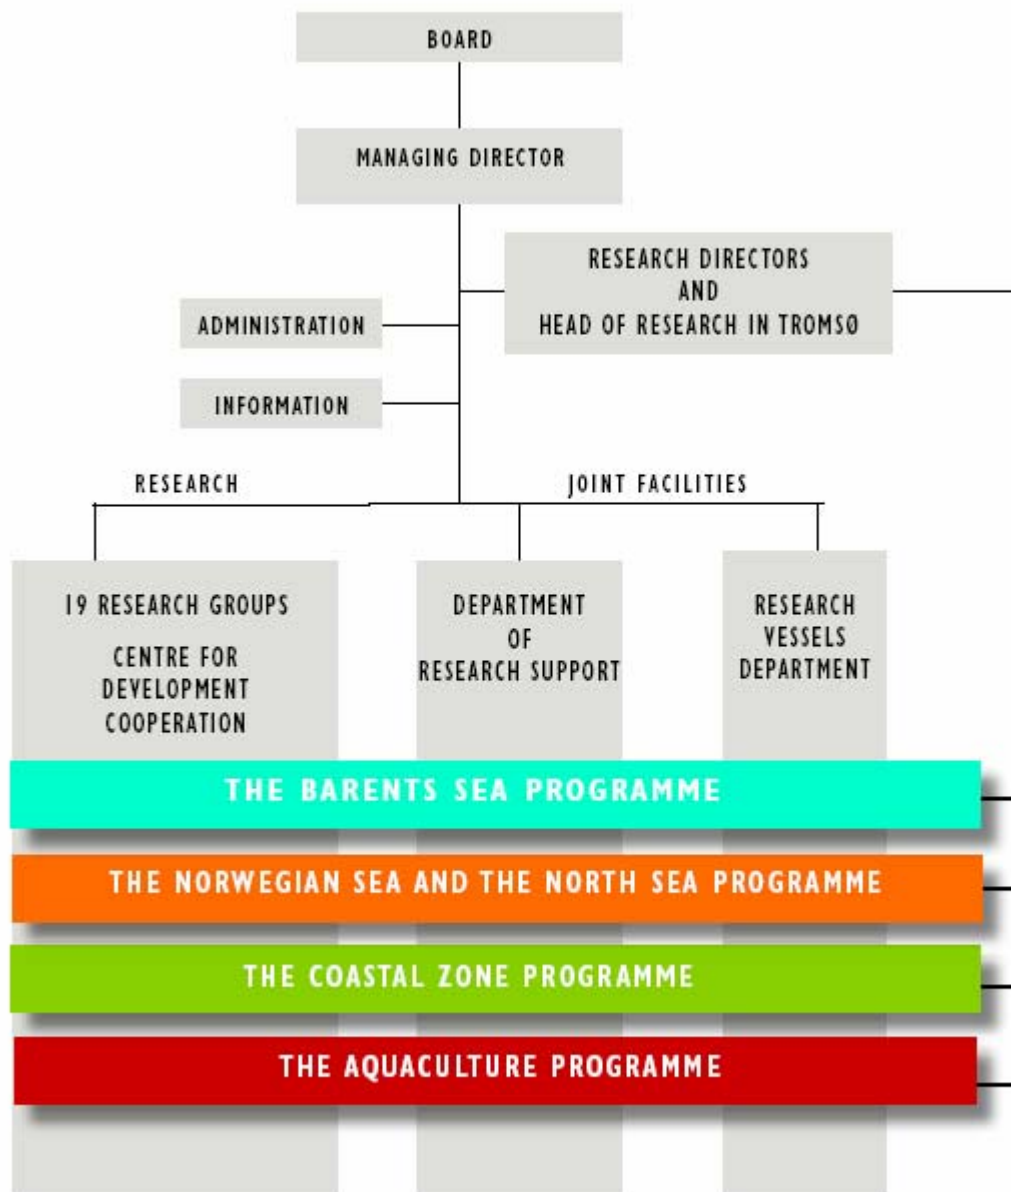 BOARD
MANAGING DIRECTOR
RESEARCH DIRECTORS
AND
HEAD OF RESEARCH IN TROMSØ
ADMINISTRATION
INFORMATION
RESEARCH
JOINT FACILITIES
19 RESEARCH GROUPS
CENTRE FOR
DEVELOPMENT
COOPERATION
DEPARTMENT
OF
RESEARCH SUPPORT
RESEARCH
VESSELS
DEPARTMENT
THE BARENTS SEA PROGRAMME
THE NORWEGIAN SEA AND THE NORTH SEA PROGRAMME
THE COASTAL ZONE PROGRAMME
THE AQUACULTURE PROGRAMME